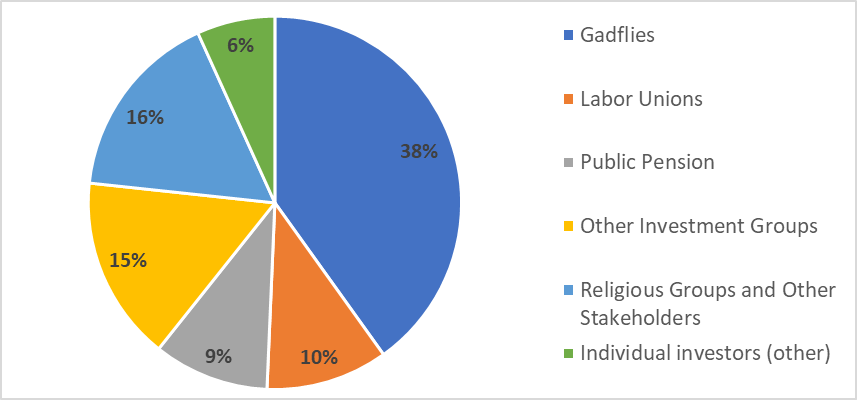 6%
16%
38%
15%
9%
10%
Gadflies
Labor Unions
Public Pension
Other Investment Groups
Religious Groups and Other
Stakeholders
Individual investors (other)